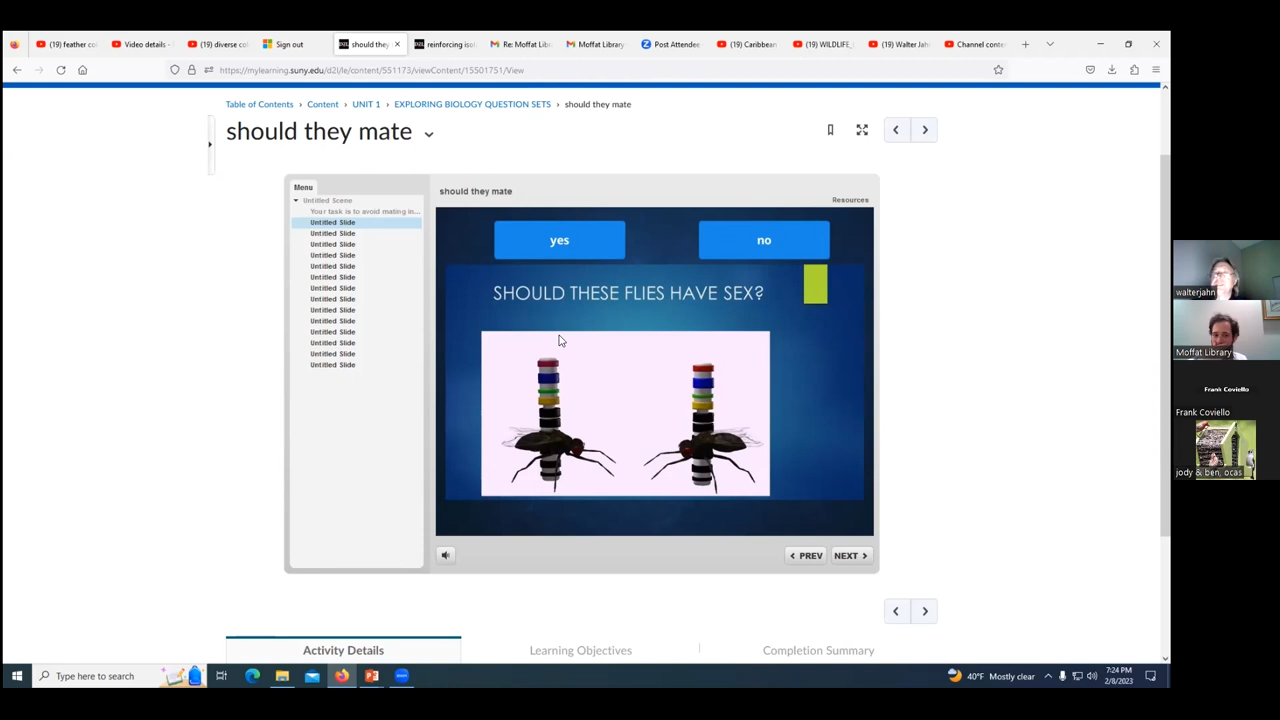 (19) feather co
Video details -
(19) diverse co
Sign out
should they
reinforcing iso
Re: Moffat Lib
Moffat Library
Post Attendee
(19) Caribbean
(19) WILDLIFE_
(19) Walter Jah
Channel conte
https://mylearning.suny.edu/d2l/le/content/551173/viewContent/15501751/View
Table of Contents › Content › UNIT 1 › EXPLORING BIOLOGY QUESTION SETS › should they mate
should they mate
Menu
should they mate
Resources
Untitled Scene
Your task is to avoid mating in...
Untitled Slide
Untitled Slide
Untitled Slide
Untitled Slide
Untitled Slide
Untitled Slide
Untitled Slide
Untitled Slide
Untitled Slide
Untitled Slide
Untitled Slide
Untitled Slide
Untitled Slide
Untitled Slide
yes
no
SHOULD THESE FLIES HAVE SEX?
PREV
NEXT
Activity Details
Learning Objectives
Completion Summary
walterjahn
Moffat Library
Frank Coviello
Frank Coviello
jody & ben, ocas
Type here to search
40°F Mostly clear
7:24 PM
2/8/2023